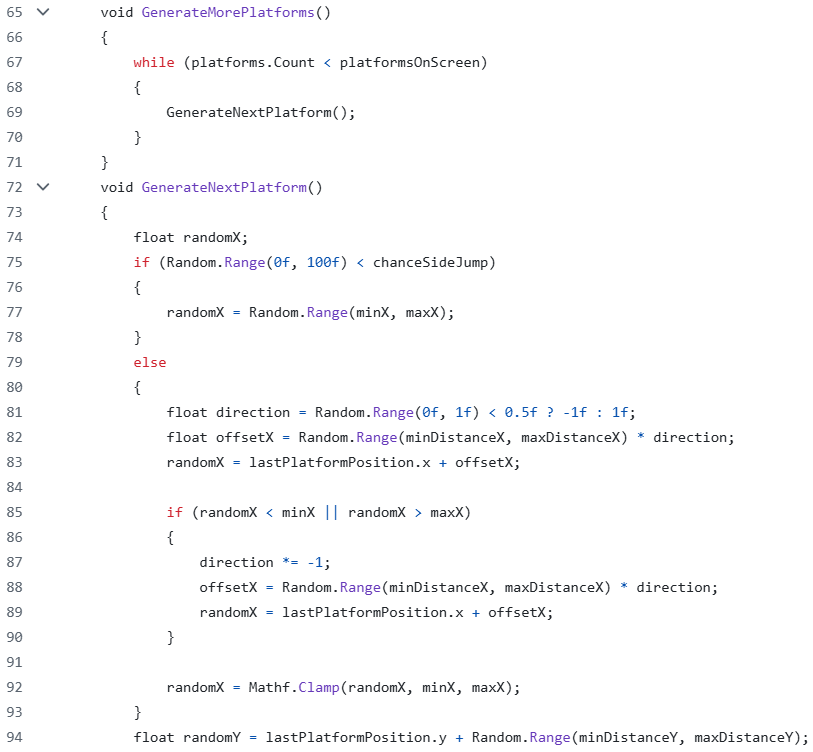 65 void GenerateMorePlatforms()
66 {
67 while (platforms.Count < platformsOnScreen)
68 {
69 GenerateNextPlatform();
70 }
71 }
72 void GenerateNextPlatform()
73 {
74 float randomX;
75 if (Random.Range(0f, 100f) < chanceSideJump)
76 {
77 randomX = Random.Range(minX, maxX);
78 }
79 else
80 {
81 float direction = Random.Range(0f, 1f) < 0.5f ? -1f : 1f;
82 float offsetX = Random.Range(minDistanceX, maxDistanceX) * direction;
83 randomX = lastPlatformPosition.x + offsetX;
84
85 if (randomX < minX || randomX > maxX)
86 {
87 direction *= -1;
88 offsetX = Random.Range(minDistanceX, maxDistanceX) * direction;
89 randomX = lastPlatformPosition.x + offsetX;
90 }
91
92 randomX = Mathf.Clamp(randomX, minX, maxX);
93 }
94 float randomY = lastPlatformPosition.y + Random.Range(minDistanceY, maxDistanceY);